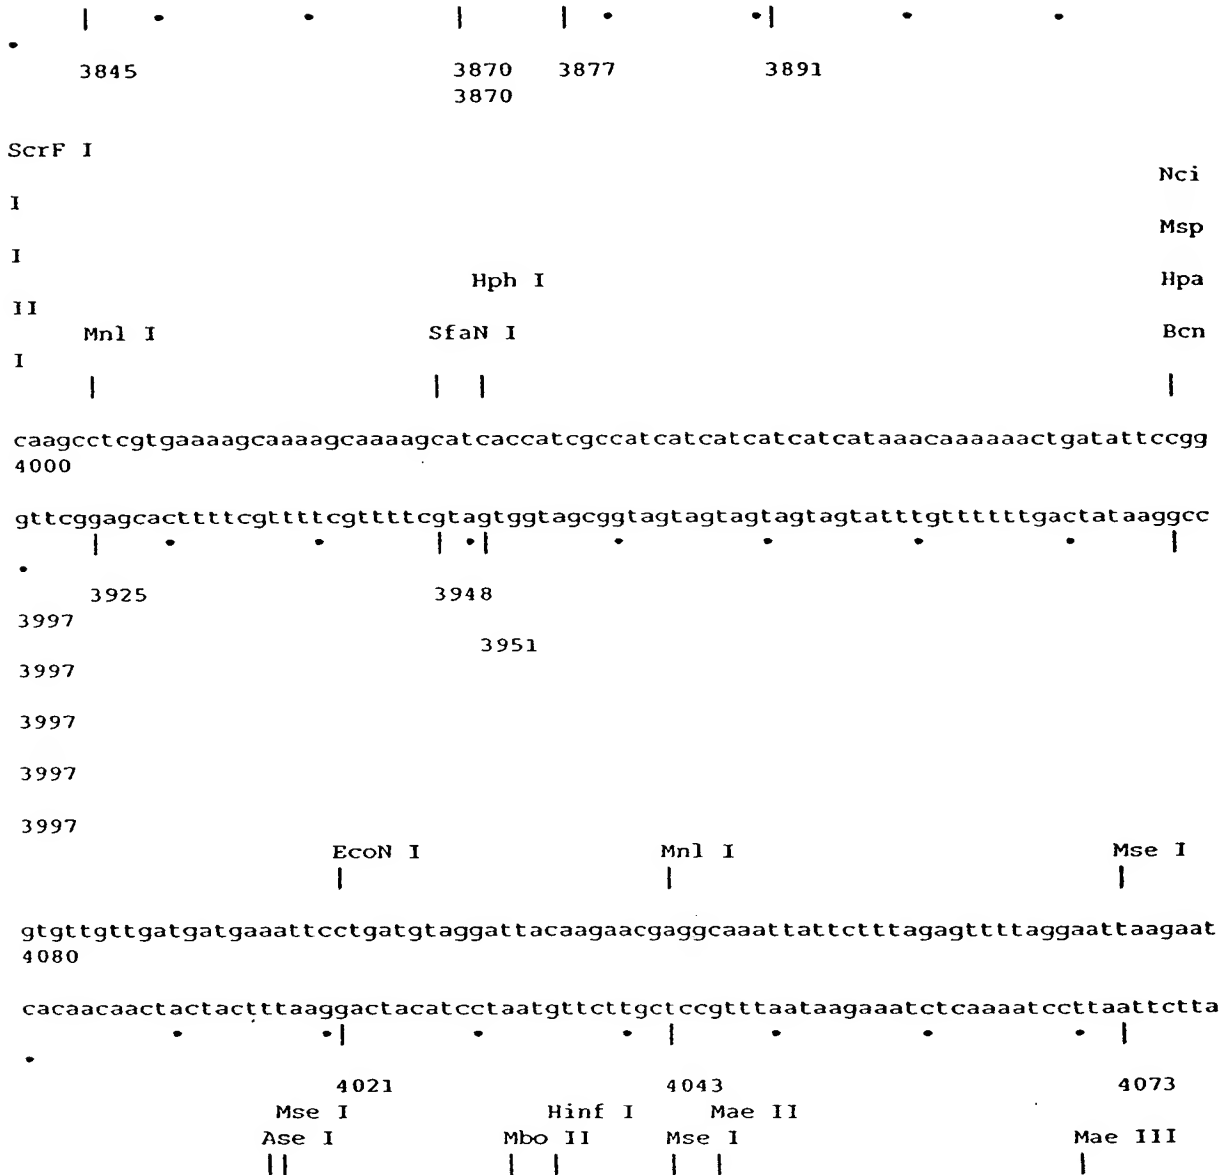 3845 3870 3877 3891
3870
ScrF I
Nci
I
Msp
I
Hph I Hpa
II
Mnl I SfaN I Bcn
I
caagcctcgtgaaaagcaaaagcaaaagcatcaccatcgccatcatcatcatcatcataaacaaaaaactgatattccgg
4000
gttcggagcacttttcgttttcgttttcgtagtggtagcggtagtagtagtagtagtatttgttttttgactataaggcc
3925 3948
3997
3951
3997
3997
3997
3997
EcoN I Mnl I Mse I
gtgttgttgatgatgaaattcctgatgtaggattacaagaacgaggcaaattattctttagagttttaggaattaagaat
4080
cacaacaactactactttaaggactacatcctaatgttcttgctccgtttaataagaaatctcaaaatccttaattctta
4021 4043 4073
Mse I Hinf I Mae II
Ase I Mbo II Mse I Mae III